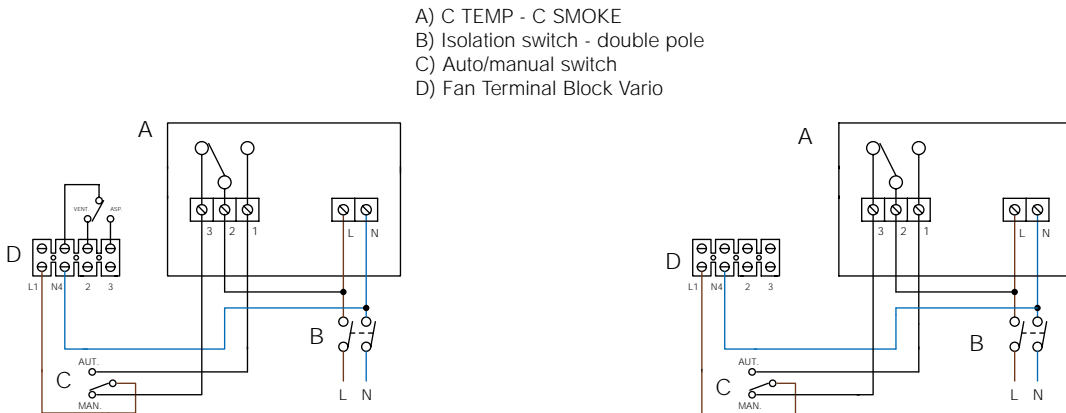 A) C TEMP - C SMOKE
B) Isolation switch - double pole
C) Auto/manual switch
D) Fan Terminal Block Vario
A
VENT. ASP.
3 2 1 L N
D
L1 N4 2 3
B
AUT.
C
MAN.
L N
A
3 2 1 L N
D
L1 N4 2 3
B
AUT.
C
MAN.
L N